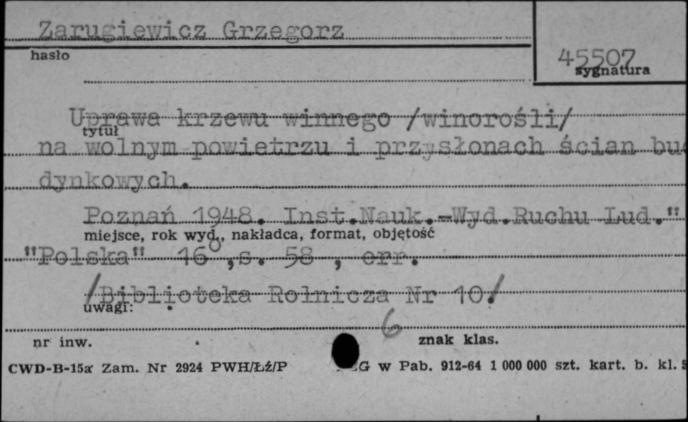 Zarugiewicz Grzegorz
hasło
45507
sygnatura
Uprawa krzewu winnego /winorośli/
tytuł
na wolnym powietrzu i przysłonach ścian bu
dynkowych.
Poznań 1948. Inst.Nauk.-Wyd.Ruchu Lud."
miejsce, rok wyd., nakładca, format, objętość
"Polska" 16o,s. 58 , err.
/Biblioteka Rolnicza Nr 10./
uwagi:
6
nr inw. znak klas.
CWD-B-15a Zam. Nr 2924 PWH/Łź/P G w Pab. 912-64 1 000 000 szt. kart. b. kl. 5